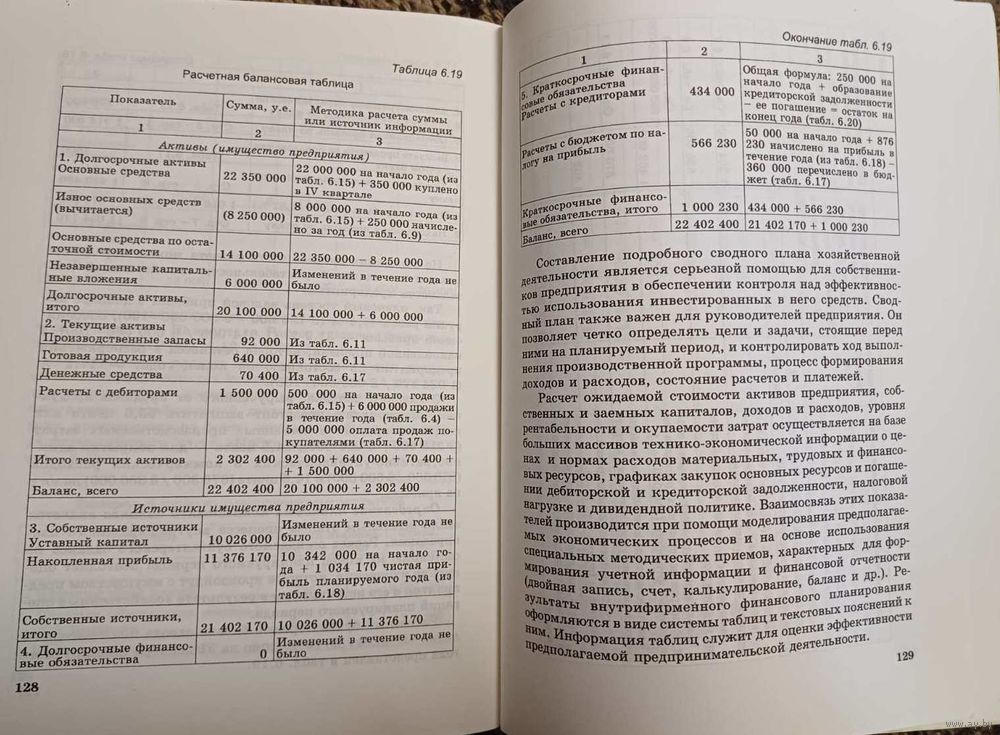 Таблица 6.19
Расчетная балансовая таблица
Показатель
Сумма, у.е.
Методика расчета суммы
или источник информации
1
2
3
Активы (имущество предприятия)
1. Долгосрочные активы
Основные средства
22 350 000
22 000 000 на начало года (из
табл. 6.15) + 350 000 куплено
в IV квартале
Износ основных средств
(вычитается)
(8 250 000)
8 000 000 на начало года (из
табл. 6.15) + 250 000 начисле-
но за год (из табл. 6.9)
Основные средства по оста-
точной стоимости
14 100 000
22 350 000 – 8 250 000
Незавершенные капиталь-
ные вложения
6 000 000
Изменений в течение года не
было
Долгосрочные активы,
итого
20 100 000
14 100 000 + 6 000 000
2. Текущие активы
Производственные запасы
92 000
Из табл. 6.11
Готовая продукция
640 000
Из табл. 6.11
Денежные средства
70 400
Из табл. 6.17
Расчеты с дебиторами
1 500 000
500 000 на начало года (из
табл. 6.15) + 6 000 000 продажи
в течение года (табл. 6.4) –
5 000 000 оплата продаж по-
купателями (табл. 6.17)
Итого текущих активов
2 302 400
92 000 + 640 000 + 70 400 +
+ 1 500 000
Баланс, всего
22 402 400
20 100 000 + 2 302 400
Источники имущества предприятия
3. Собственные источники
Уставный капитал
10 026 000
Изменений в течение года не
было
Накопленная прибыль
11 376 170
10 342 000 на начало го-
да + 1 034 170 чистая при-
быль планируемого года (из
табл. 6.18)
Собственные источники,
итого
21 402 170
10 026 000 + 11 376 170
4. Долгосрочные финансо-
вые обязательства
0
Изменений в течение года не
было
128
Окончание табл. 6.19
1
2
3
5. Краткосрочные финан-
совые обязательства
Расчеты с кредиторами
434 000
Общая формула: 250 000 на
начало года + образование
кредиторской задолженности
– ее погашение = остаток на
конец года (табл. 6.20)
Расчеты с бюджетом по на-
логу на прибыль
566 230
50 000 на начало года + 876
230 начислено на прибыль в
течение года (из табл. 6.18) –
360 000 перечислено в бюд-
жет (табл. 6.17)
Краткосрочные финансо-
вые обязательства, итого
1 000 230
434 000 + 566 230
Баланс, всего
22 402 400
21 402 170 + 1 000 230
Составление подробного сводного плана хозяйственной
деятельности является серьезной помощью для собственни-
ков предприятия в обеспечении контроля над эффективнос-
тью использования инвестированных в него средств. Свод-
ный план также важен для руководителей предприятия. Он
позволяет четко определять цели и задачи, стоящие перед
ними на планируемый период, и контролировать ход выпол-
нения производственной программы, процесс формирования
доходов и расходов, состояние расчетов и платежей.
Расчет ожидаемой стоимости активов предприятия, соб-
ственных и заемных капиталов, доходов и расходов, уровня
рентабельности и окупаемости затрат осуществляется на базе
больших массивов технико-экономической информации о це-
нах и нормах расходов материальных, трудовых и финансо-
вых ресурсов, графиках закупок основных ресурсов и погаше-
нии дебиторской и кредиторской задолженности, налоговой
нагрузке и дивидендной политике. Взаимосвязь этих показа-
телей производится при помощи моделирования предполагае-
мых экономических процессов и на основе использования
специальных методических приемов, характерных для фор-
мирования учетной информации и финансовой отчетности
(двойная запись, счет, калькулирование, баланс и др.). Ре-
зультаты внутрифирменного финансового планирования
оформляются в виде системы таблиц и текстовых пояснений к
ним. Информация таблиц служит для оценки эффективности
предполагаемой предпринимательской деятельности.
129
www.ay.by